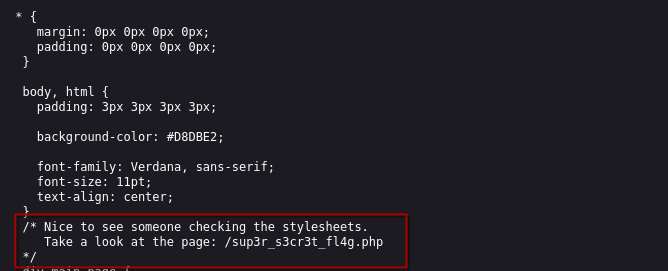 * {
margin: 0px 0px 0px 0px;
padding: 0px 0px 0px 0px;
}
body, html {
padding: 3px 3px 3px 3px;
background-color: #D8DBE2;
font-family: Verdana, sans-serif;
font-size: 11pt;
text-align: center;
}
/* Nice to see someone checking the stylesheets.
Take a look at the page: /sup3r_s3cr3t_fl4g.php
*/
div.main_page {